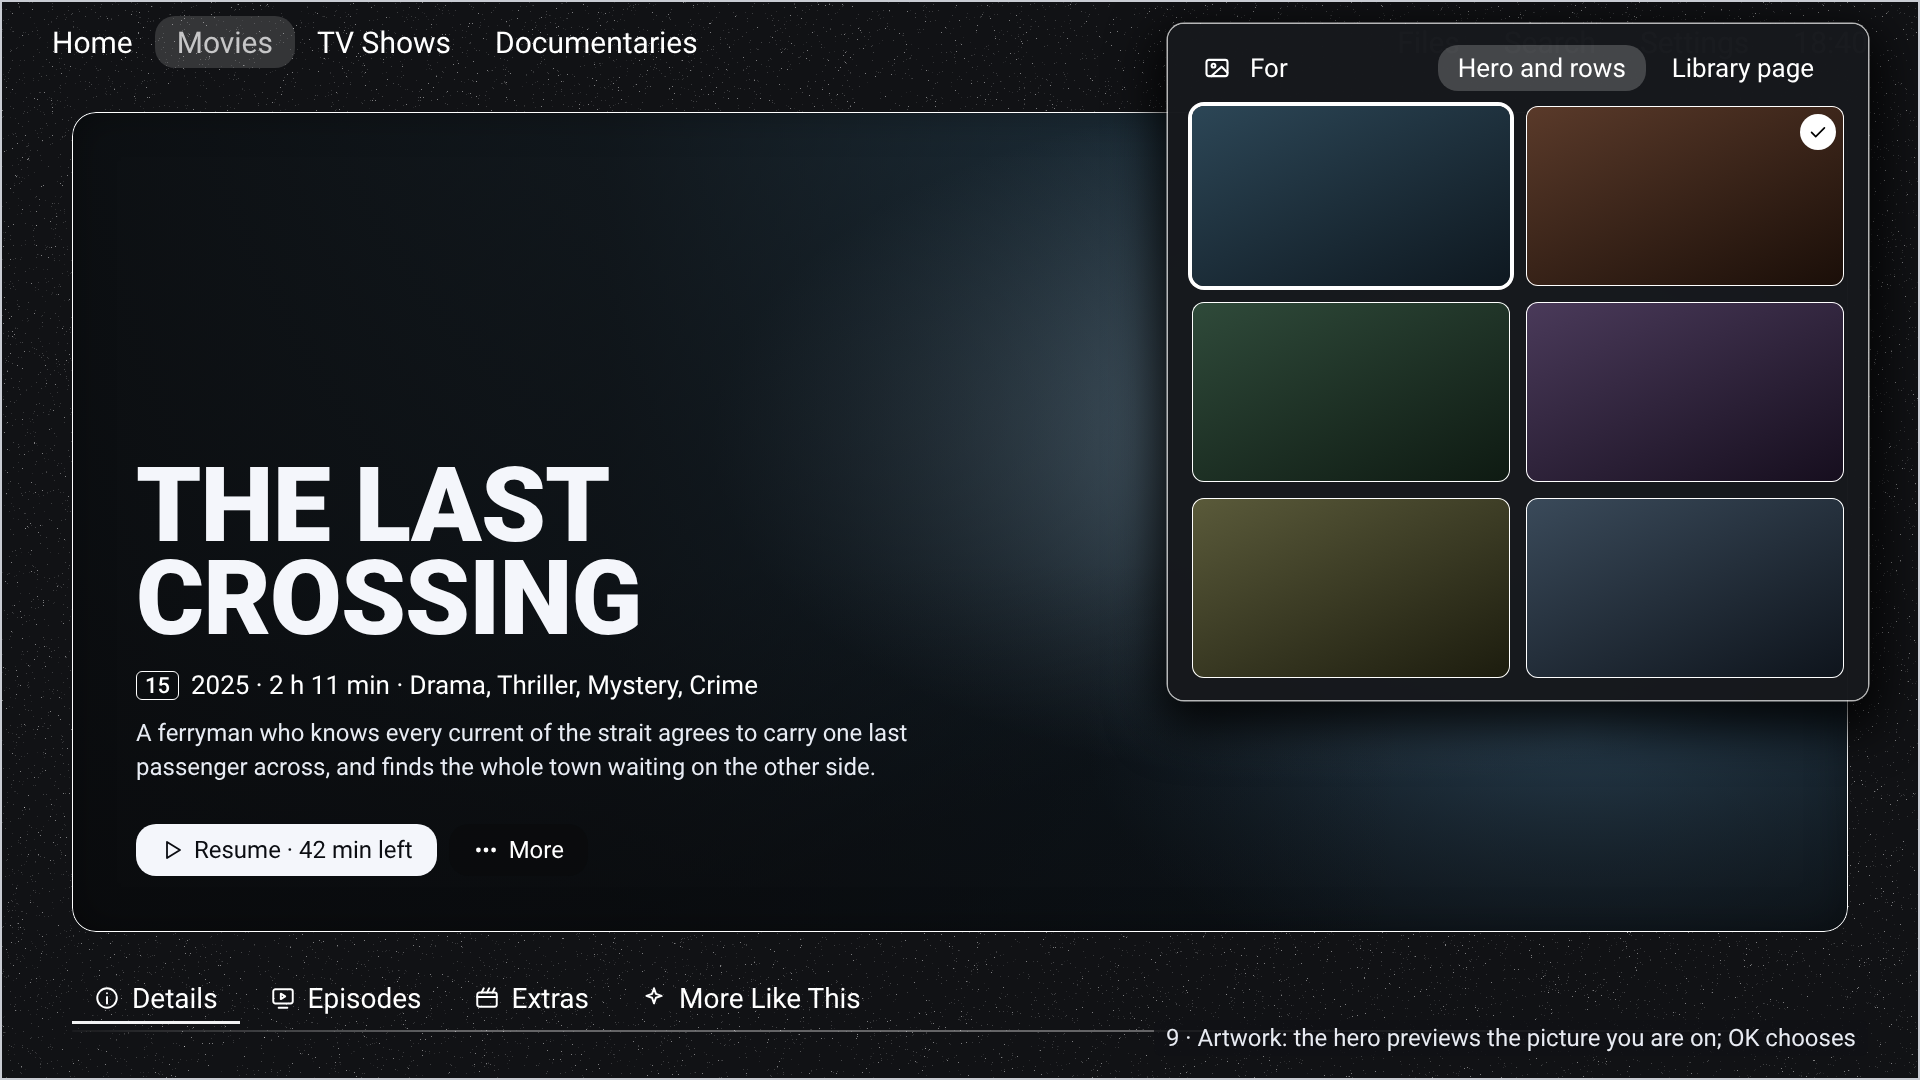 Home Movies TV Shows Documentaries
For Hero and rows Library page
THE LAST
CROSSING
15 2025 · 2 h 11 min · Drama, Thriller, Mystery, Crime
A ferryman who knows every current of the strait agrees to carry one last
passenger across, and finds the whole town waiting on the other side.
Resume · 42 min left More
Details Episodes Extras More Like This
9 · Artwork: the hero previews the picture you are on; OK chooses